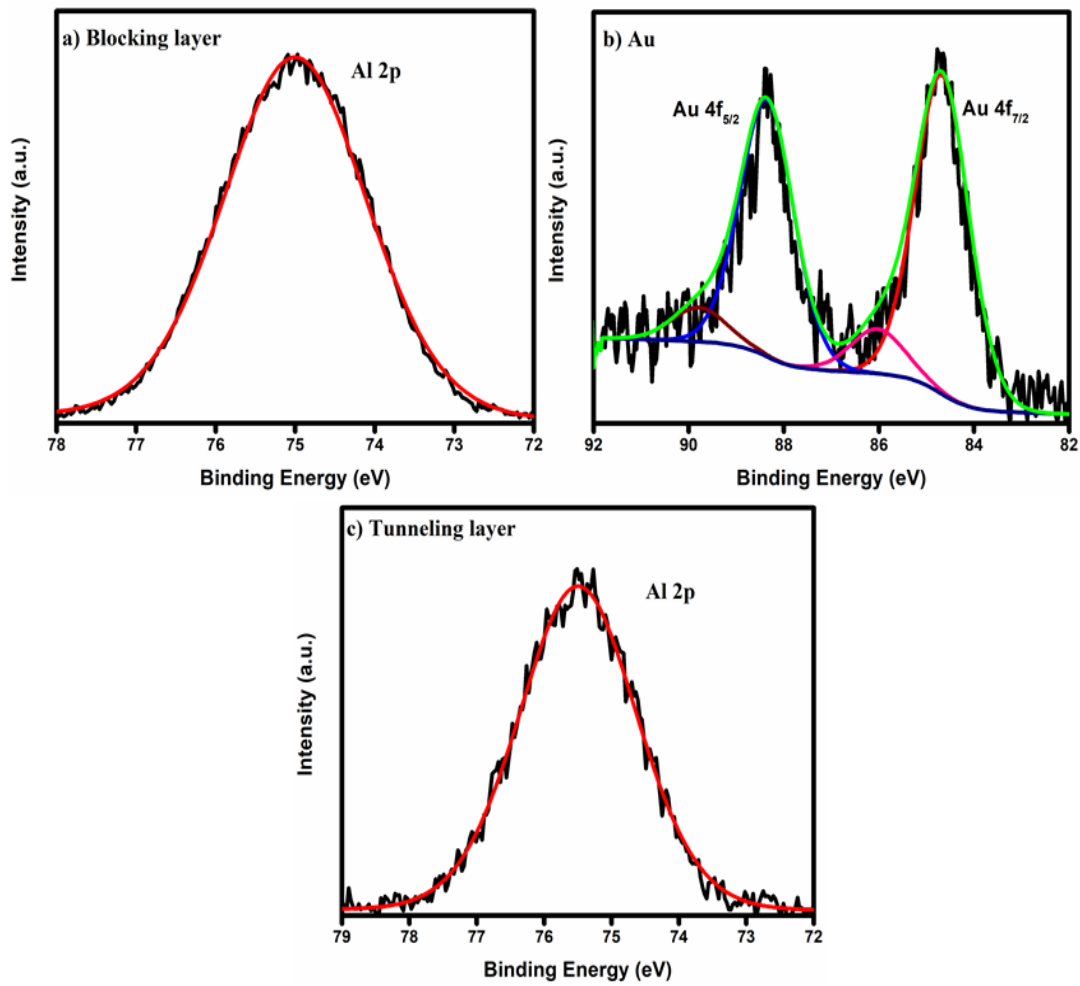 a) Blocking layer
Al 2p
Intensity (a.u.)
78 77 76 75 74 73 72
Binding Energy (eV)
b) Au
Au 4f5/2
Au 4f7/2
Intensity (a.u.)
92 90 88 86 84 82
Binding Energy (eV)
c) Tunneling layer
Al 2p
Intensity (a.u.)
79 78 77 76 75 74 73 72
Binding Energy (eV)